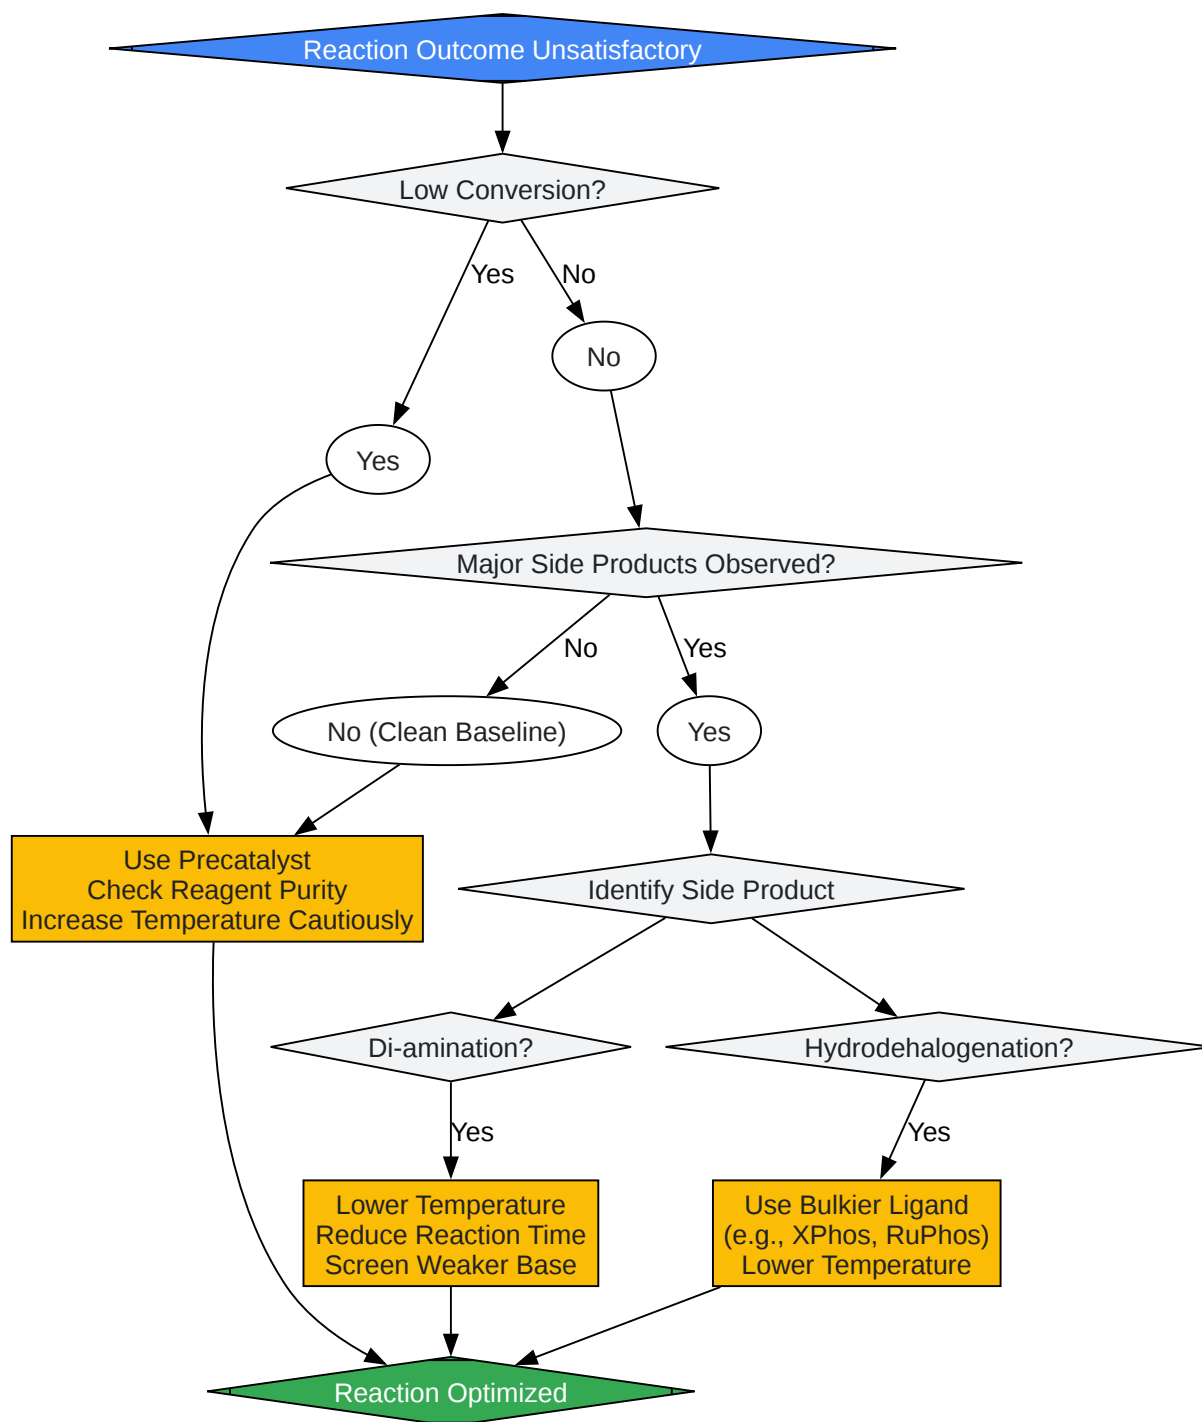 Reaction Outcome Unsatisfactory
Low Conversion?
Yes
No
No
Yes
Major Side Products Observed?
No
Yes
No (Clean Baseline)
Yes
Use Precatalyst
Check Reagent Purity
Increase Temperature Cautiously
Identify Side Product
Di-amination?
Hydrodehalogenation?
Yes
Yes
Lower Temperature
Reduce Reaction Time
Screen Weaker Base
Use Bulkier Ligand
(e.g., XPhos, RuPhos)
Lower Temperature
Reaction Optimized